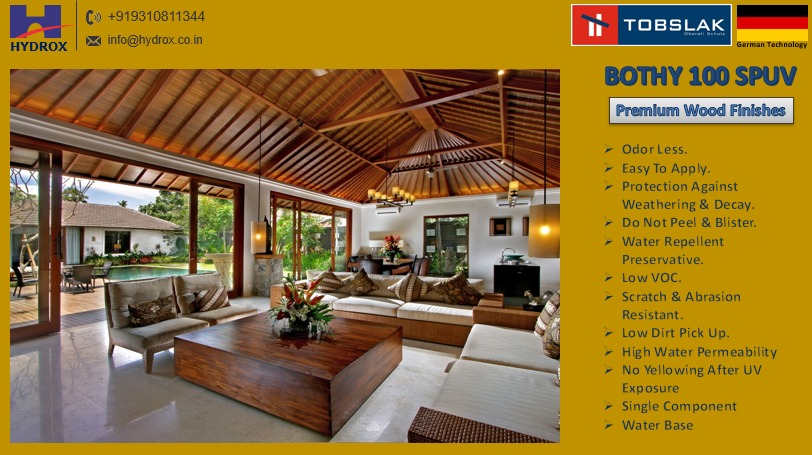 HYDROX
+919310811344
info@hydrox.co.in
TOBSLAK
Oberall Schutz
German Technology
BOTHY 100 SPUV
Premium Wood Finishes
➢ Odor Less.
➢ Easy To Apply.
➢ Protection Against
Weathering & Decay.
➢ Do Not Peel & Blister.
➢ Water Repellent
Preservative.
➢ Low VOC.
➢ Scratch & Abrasion
Resistant.
➢ Low Dirt Pick Up.
➢ High Water Permeability
➢ No Yellowing After UV
Exposure
➢ Single Component
➢ Water Base